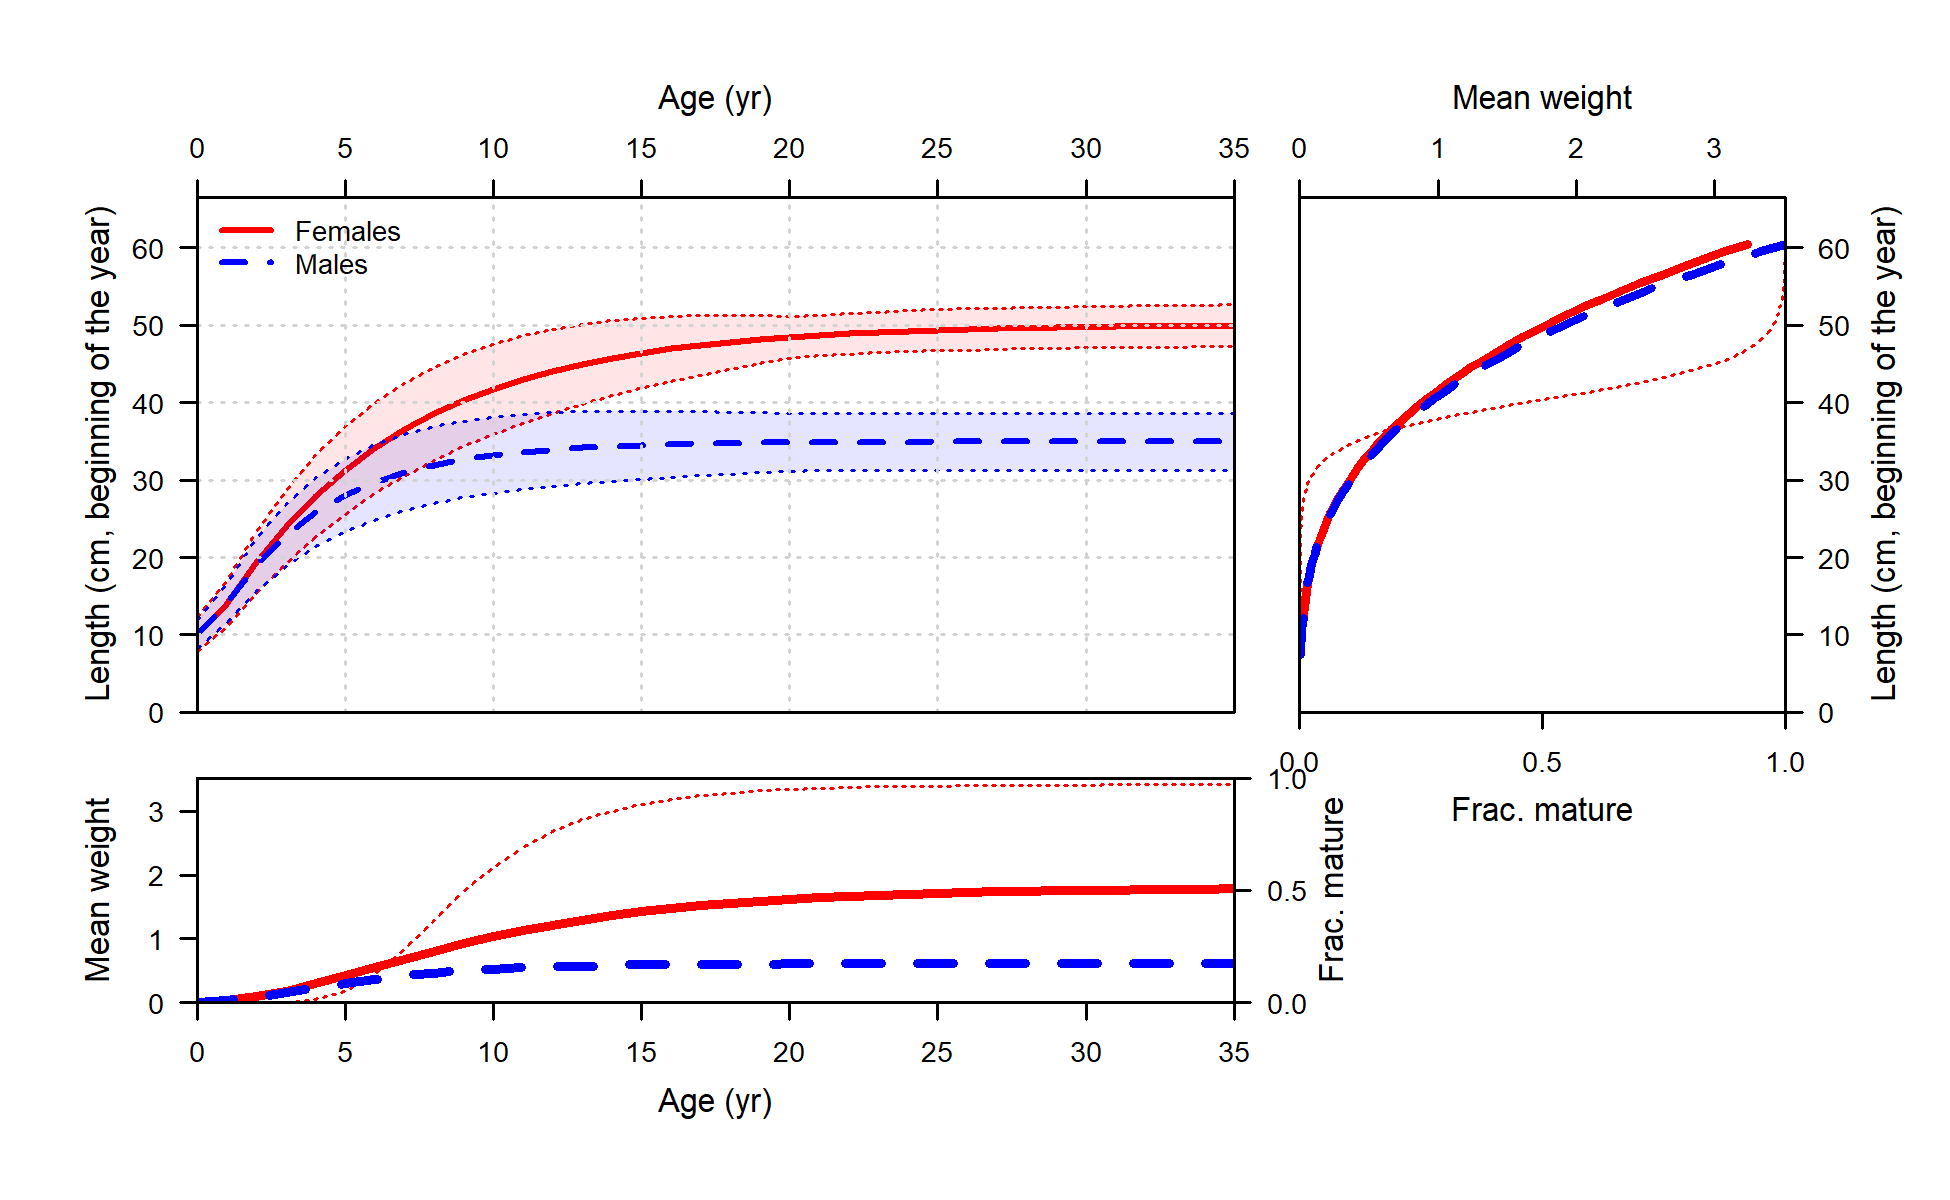 Age (yr)
0 5 10 15 20 25 30 35
Females
Males
60
50
40
30
20
10
0
Length (cm, beginning of the year)
Mean weight
0 1 2 3
60
50
40
30
20
10
0
Length (cm, beginning of the year)
0.0 0.5 1.0
Frac. mature
3
2
1
0
Mean weight
1.0
0.5
0.0
Frac. mature
0 5 10 15 20 25 30 35
Age (yr)